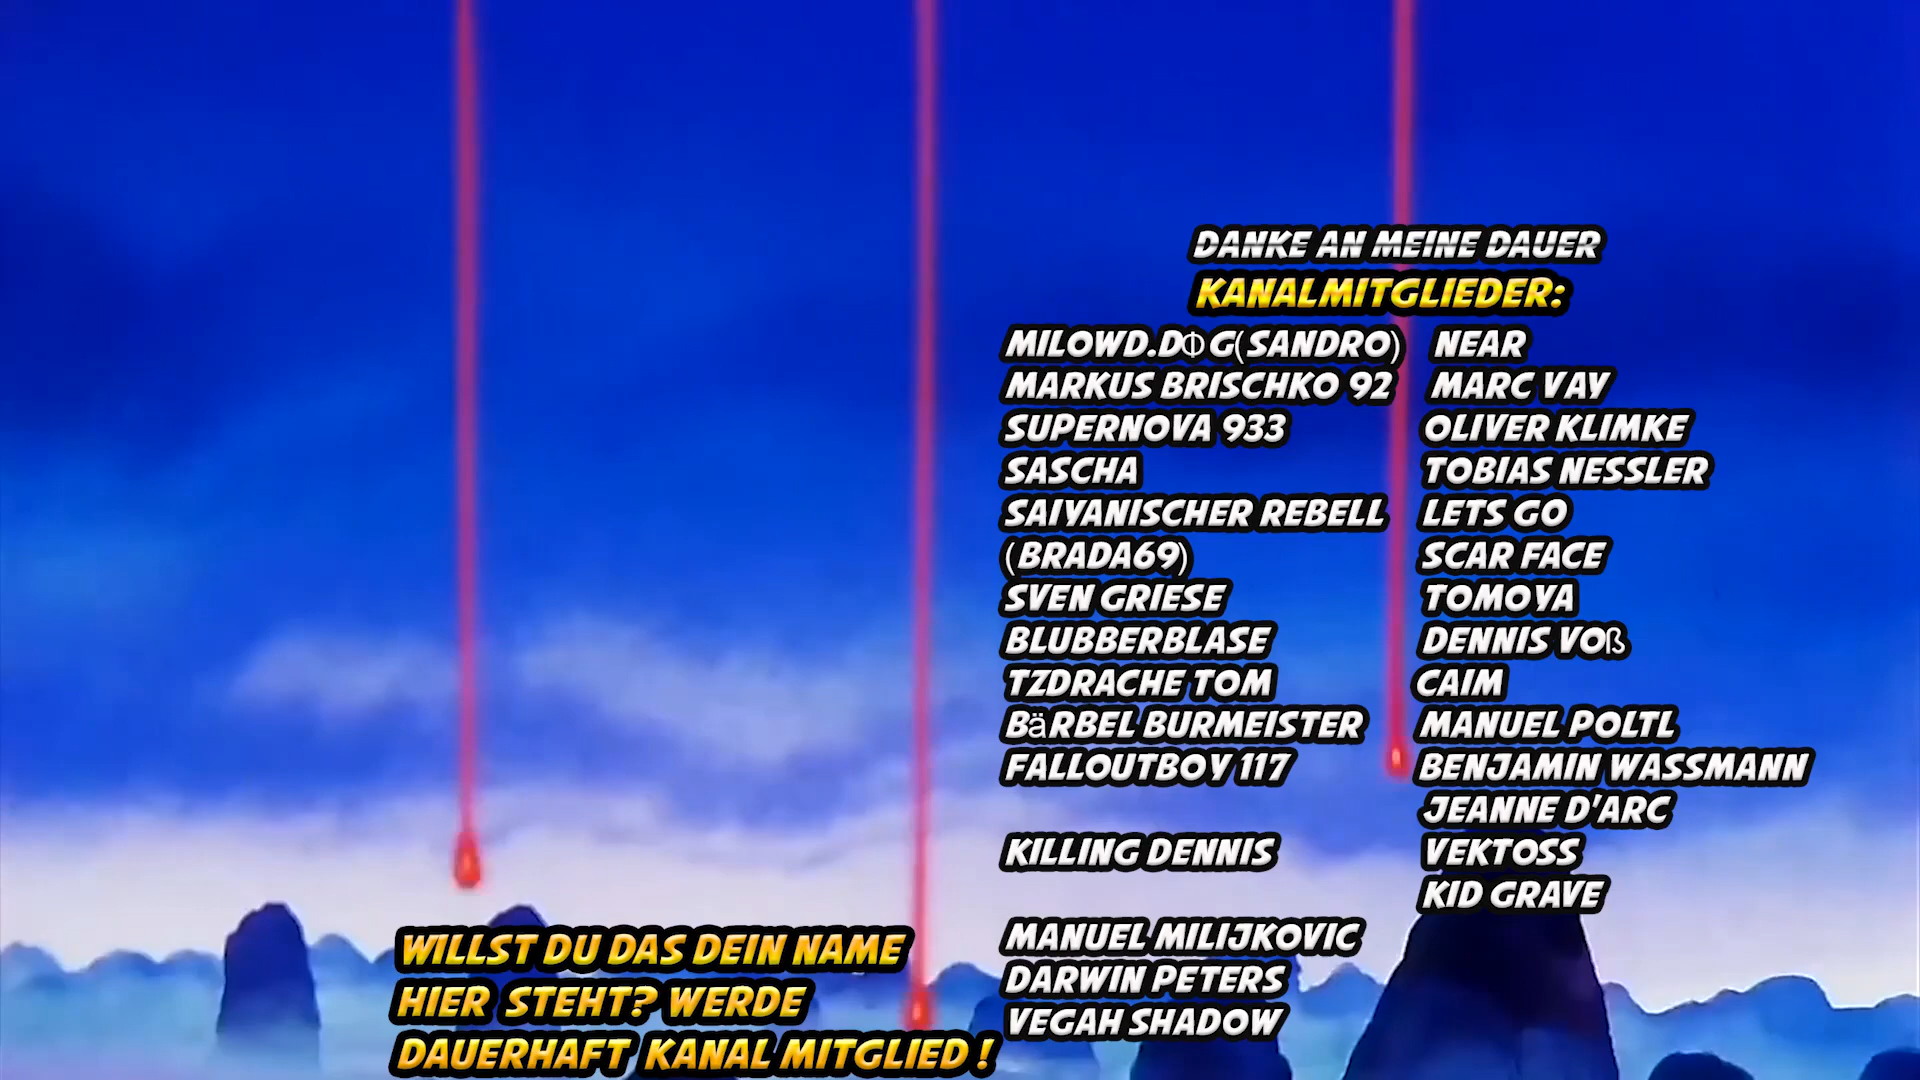 DANKE AN MEINE DAUER
KANALMITGLIEDER:
MILOWD.DΦG(SANDRO)
MARKUS BRISCHKO 92
SUPERNOVA 933
SASCHA
SAIYANISCHER REBELL
(BRADA69)
SVEN GRIESE
BLUBBERBLASE
TZDRACHE TOM
BäRBEL BURMEISTER
FALLOUTBOY 117
KILLING DENNIS
MANUEL MILIJKOVIC
DARWIN PETERS
VEGAH SHADOW
NEAR
MARC VAY
OLIVER KLIMKE
TOBIAS NESSLER
LETS GO
SCAR FACE
TOMOYA
DENNIS VOß
CAIM
MANUEL POLTL
BENJAMIN WASSMANN
JEANNE D'ARC
VEKTOSS
KID GRAVE
WILLST DU DAS DEIN NAME
HIER STEHT? WERDE
DAUERHAFT KANAL MITGLIED !